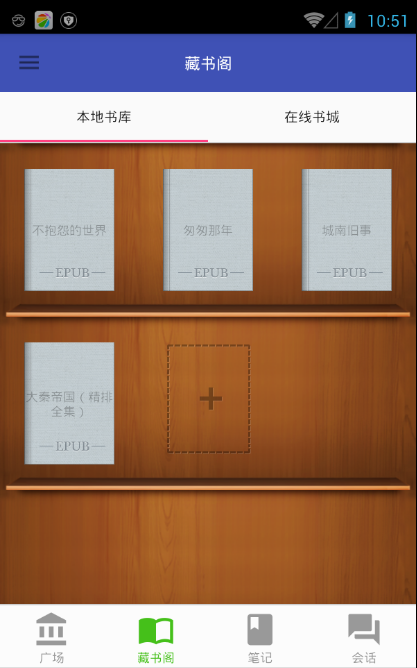 10:51
藏书阁
本地书库
在线书城
不抱怨的世界
EPUB
匆匆那年
EPUB
城南旧事
EPUB
大秦帝国（精排
全集）
EPUB
广场
藏书阁
笔记
会话